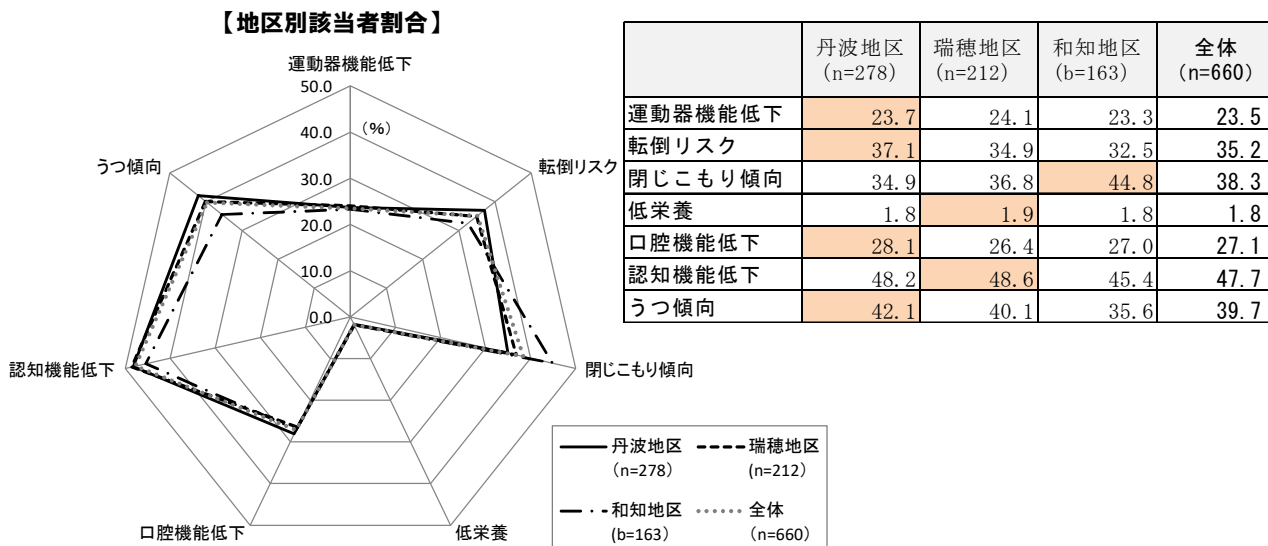 【地区別該当者割合】
運動器機能低下
50.0
(%)
40.0
30.0
20.0
10.0
0.0
うつ傾向
転倒リスク
認知機能低下
閉じこもり傾向
口腔機能低下
低栄養
丹波地区 瑞穂地区 和知地区 全体
(n=278) (n=212) (b=163) (n=660)
運動器機能低下 23.7 24.1 23.3 23.5
転倒リスク 37.1 34.9 32.5 35.2
閉じこもり傾向 34.9 36.8 44.8 38.3
低栄養 1.8 1.9 1.8 1.8
口腔機能低下 28.1 26.4 27.0 27.1
認知機能低下 48.2 48.6 45.4 47.7
うつ傾向 42.1 40.1 35.6 39.7
丹波地区 瑞穂地区
(n=278) (n=212)
和知地区 全体
(b=163) (n=660)